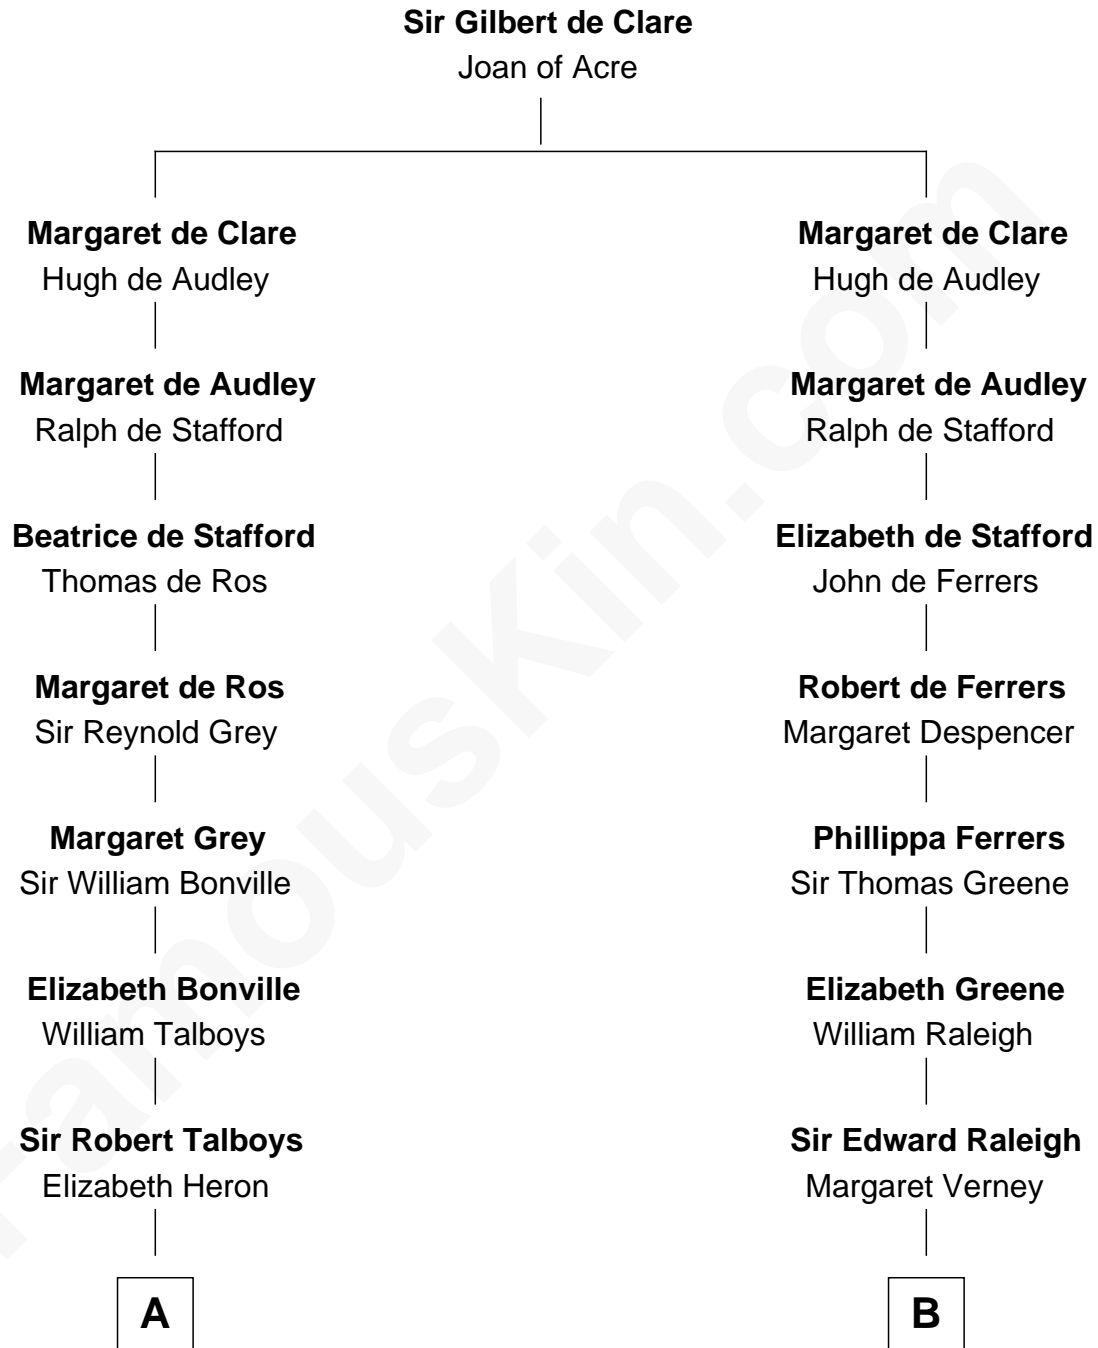 Sir Gilbert de Clare
Joan of Acre
Margaret de Clare
Hugh de Audley
Margaret de Clare
Hugh de Audley
Margaret de Audley
Ralph de Stafford
Margaret de Audley
Ralph de Stafford
Beatrice de Stafford
Thomas de Ros
Elizabeth de Stafford
John de Ferrers
Margaret de Ros
Sir Reynold Grey
Robert de Ferrers
Margaret Despencer
Margaret Grey
Sir William Bonville
Phillippa Ferrers
Sir Thomas Greene
Elizabeth Bonville
William Talboys
Elizabeth Greene
William Raleigh
Sir Robert Talboys
Elizabeth Heron
Sir Edward Raleigh
Margaret Verney
A
B
FamousKin.com